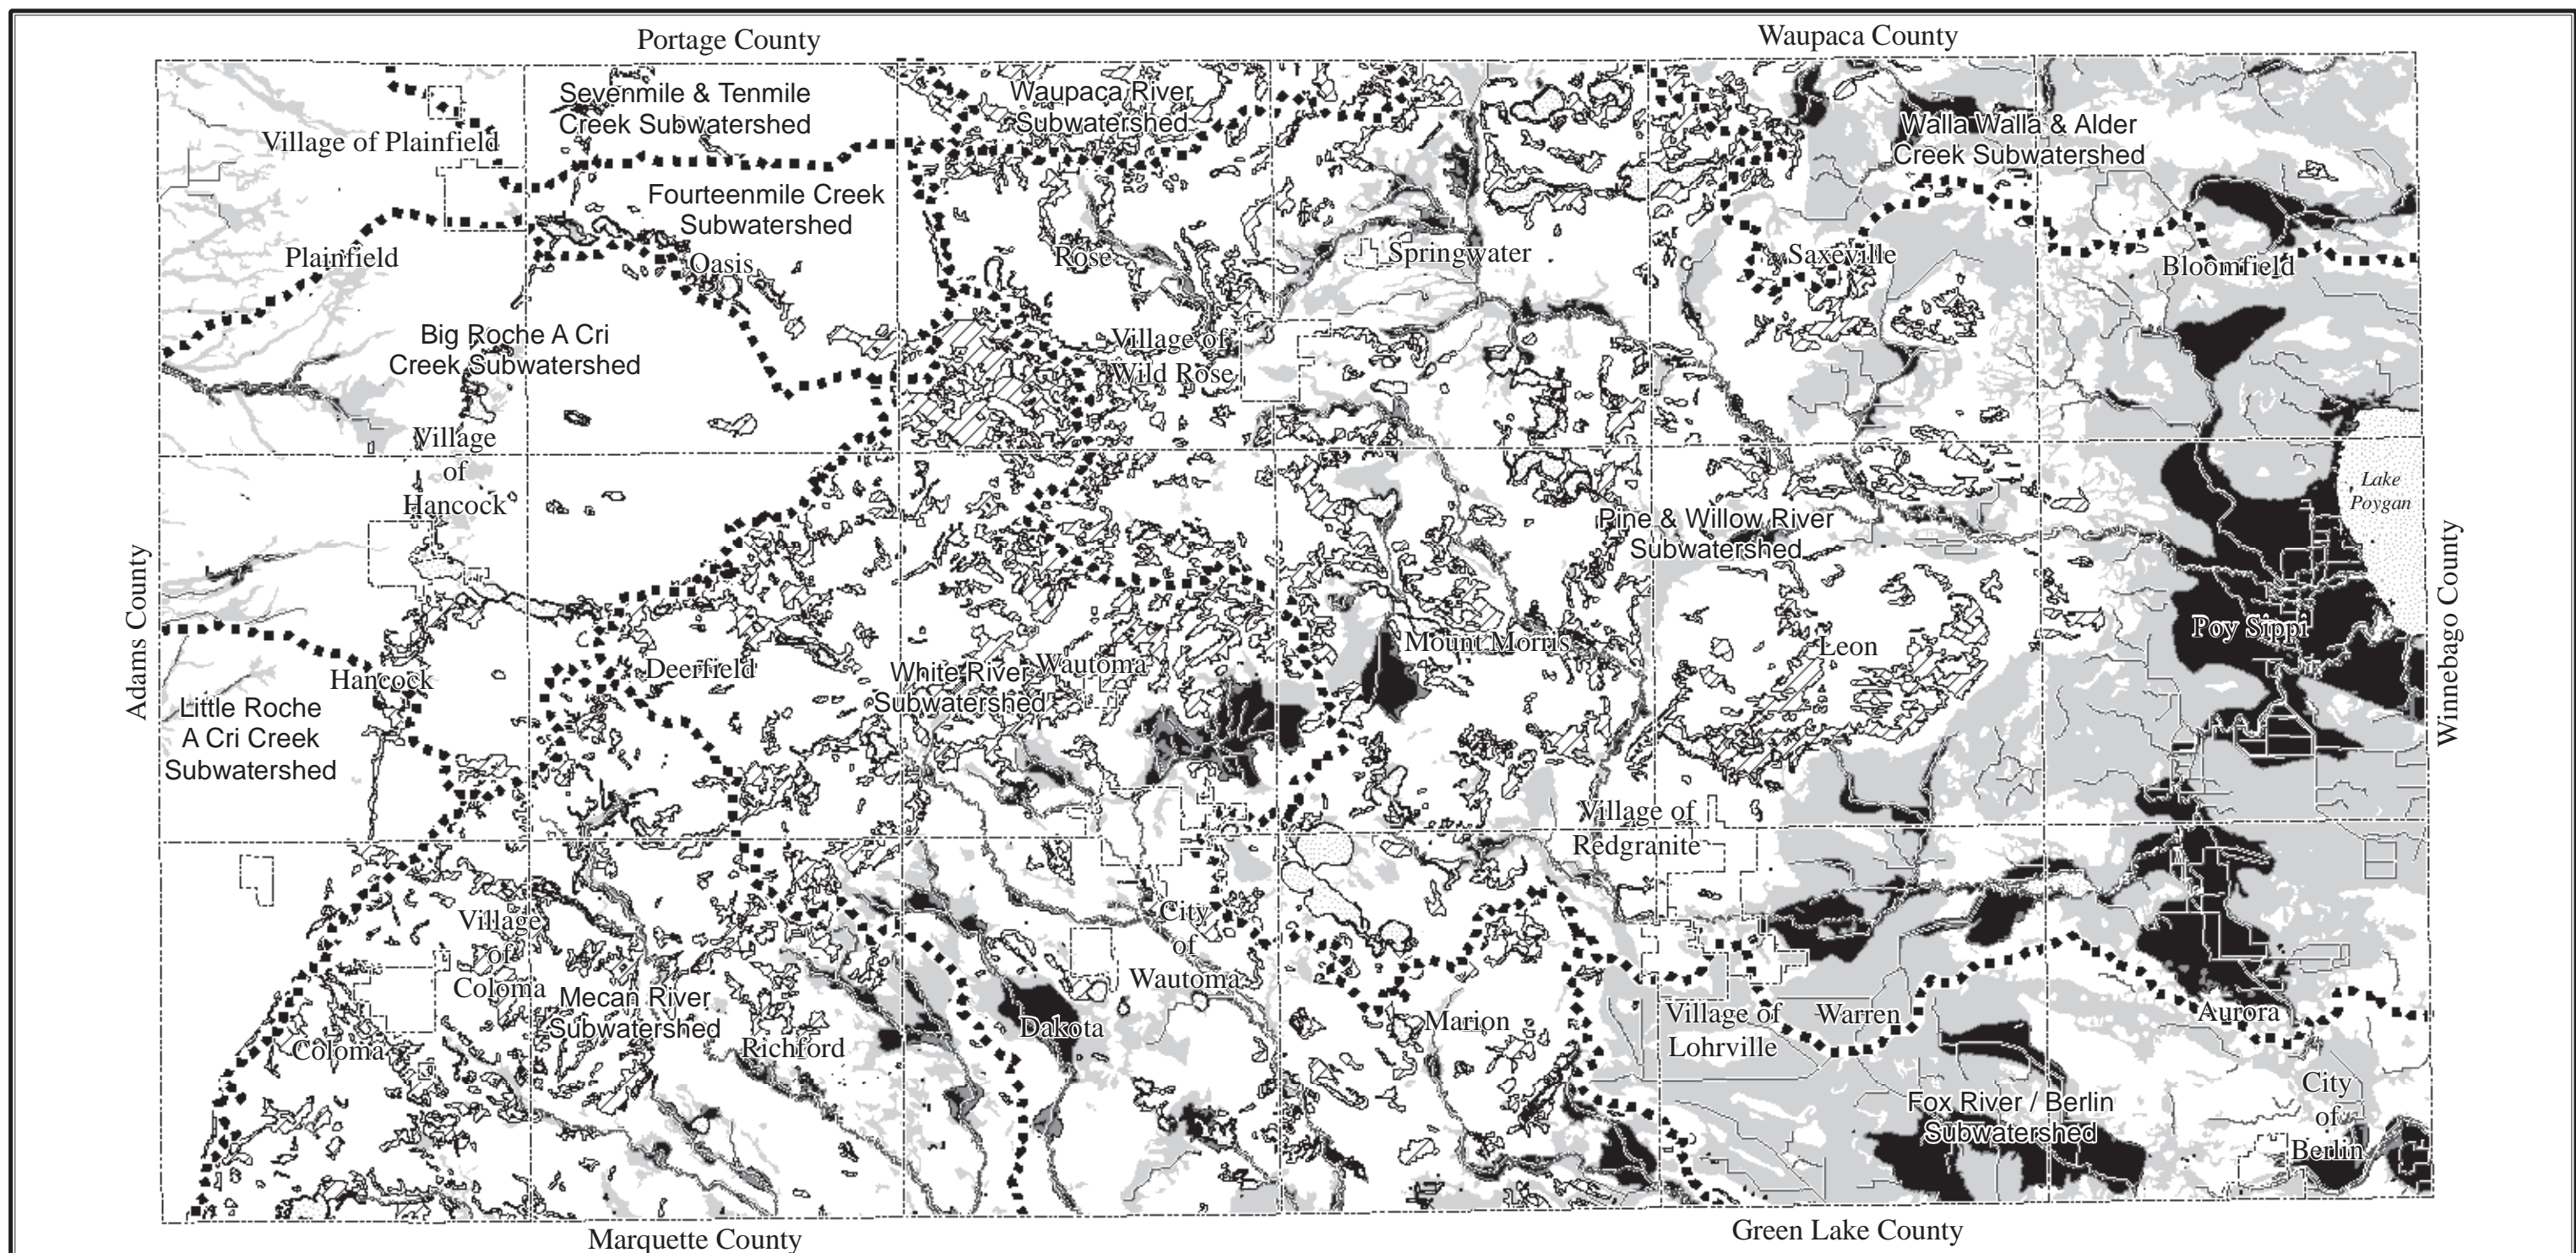 Portage County
Waupaca County
Sevenmile & Tenmile
Creek Subwatershed
Waupaca River
Subwatershed
Walla Walla & Alder
Creek Subwatershed
Village of Plainfield
Fourteenmile Creek
Subwatershed
Plainfield
Oasis
Rose
Springwater
Saxeville
Bloomfield
Big Roche A Cri
Creek Subwatershed
Village of
Wild Rose
Village
of
Hancock
Lake
Poygan
Pine & Willow River
Subwatershed
Adams County
Winnebago County
Poy Sippi
Hancock
Deerfield
White River
Subwatershed
Wautoma
Mount Morris
Leon
Little Roche
A Cri Creek
Subwatershed
Village of
Redgranite
Village
of
Coloma
City
of
Wautoma
Mecan River
Subwatershed
Coloma
Richford
Dakota
Marion
Village of
Lohrville
Warren
Aurora
Fox River / Berlin
Subwatershed
City
of
Berlin
Marquette County
Green Lake County